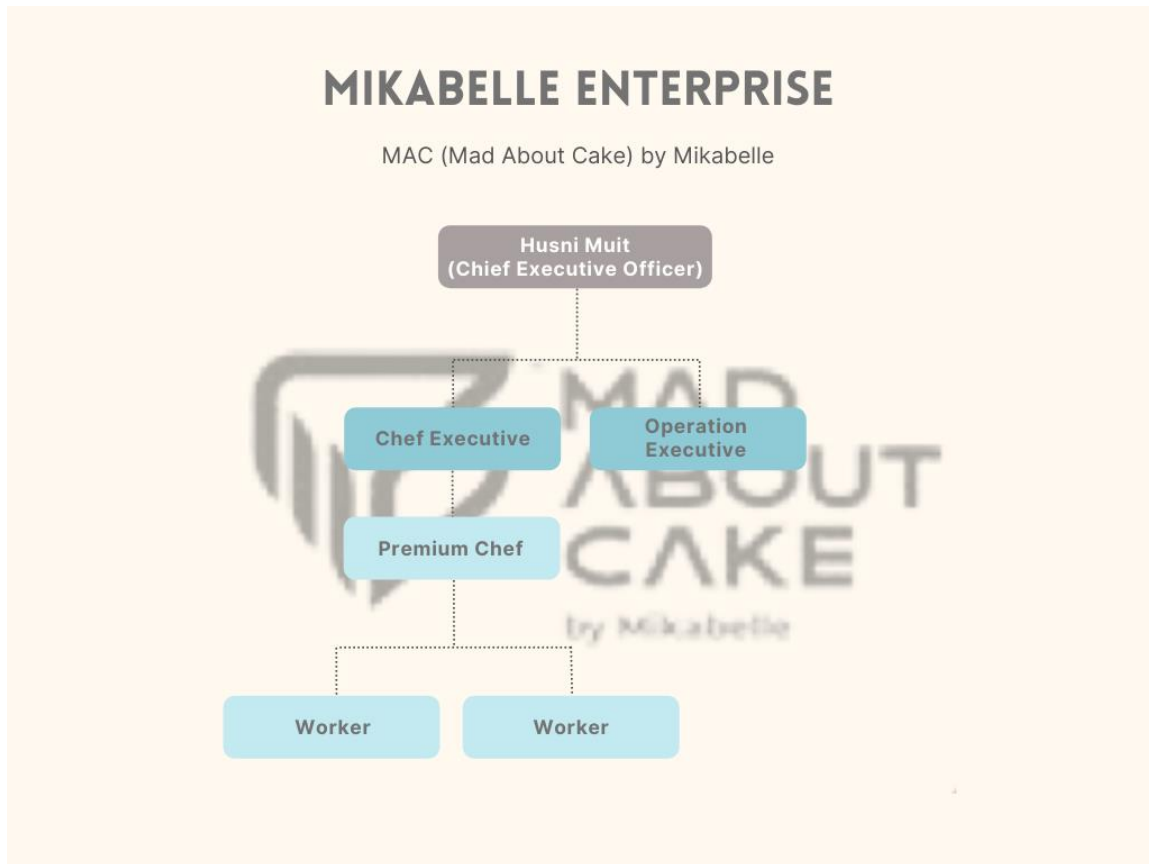 MIKABELLE ENTERPRISE
MAC (Mad About Cake) by Mikabelle
Husni Muit
(Chief Executive Officer)
MAD
ABOUT
CAKE
by Mikabelle
Chef Executive
Operation
Executive
Premium Chef
Worker
Worker